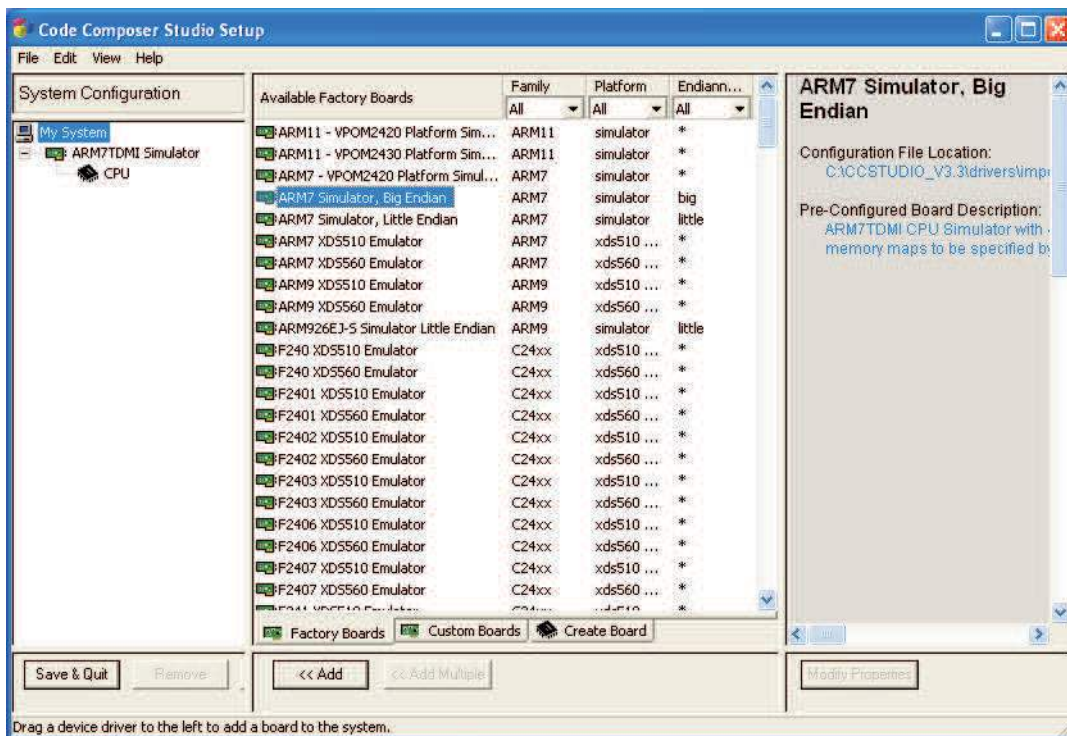 Code Composer Studio Setup
File Edit View Help
System Configuration
My System
ARM7TDMI Simulator
CPU
Available Factory Boards Family Platform Endiann...
All All All
ARM11 - VPOM2420 Platform Sim... ARM11 simulator *
ARM11 - VPOM2430 Platform Sim... ARM11 simulator *
ARM7 - VPOM2420 Platform Simul... ARM7 simulator *
ARM7 Simulator, Big Endian ARM7 simulator big
ARM7 Simulator, Little Endian ARM7 simulator little
ARM7 XDS510 Emulator ARM7 xds510 ... *
ARM7 XDS560 Emulator ARM7 xds560 ... *
ARM9 XDS510 Emulator ARM9 xds510 ... *
ARM9 XDS560 Emulator ARM9 xds560 ... *
ARM926EJ-S Simulator Little Endian ARM9 simulator little
F240 XDS510 Emulator C24xx xds510 ... *
F240 XDS560 Emulator C24xx xds560 ... *
F2401 XDS510 Emulator C24xx xds510 ... *
F2401 XDS560 Emulator C24xx xds560 ... *
F2402 XDS510 Emulator C24xx xds510 ... *
F2402 XDS560 Emulator C24xx xds560 ... *
F2403 XDS510 Emulator C24xx xds510 ... *
F2403 XDS560 Emulator C24xx xds560 ... *
F2406 XDS510 Emulator C24xx xds510 ... *
F2406 XDS560 Emulator C24xx xds560 ... *
F2407 XDS510 Emulator C24xx xds510 ... *
F2407 XDS560 Emulator C24xx xds560 ... *
Factory Boards Custom Boards Create Board
ARM7 Simulator, Big
Endian
Configuration File Location:
C:\CCSTUDIO_V3.3\drivers\imp
Pre-Configured Board Description:
ARM7TDMI CPU Simulator with
memory maps to be specified by
Save & Quit Remove << Add << Add Multiple Modify Properties
Drag a device driver to the left to add a board to the system.